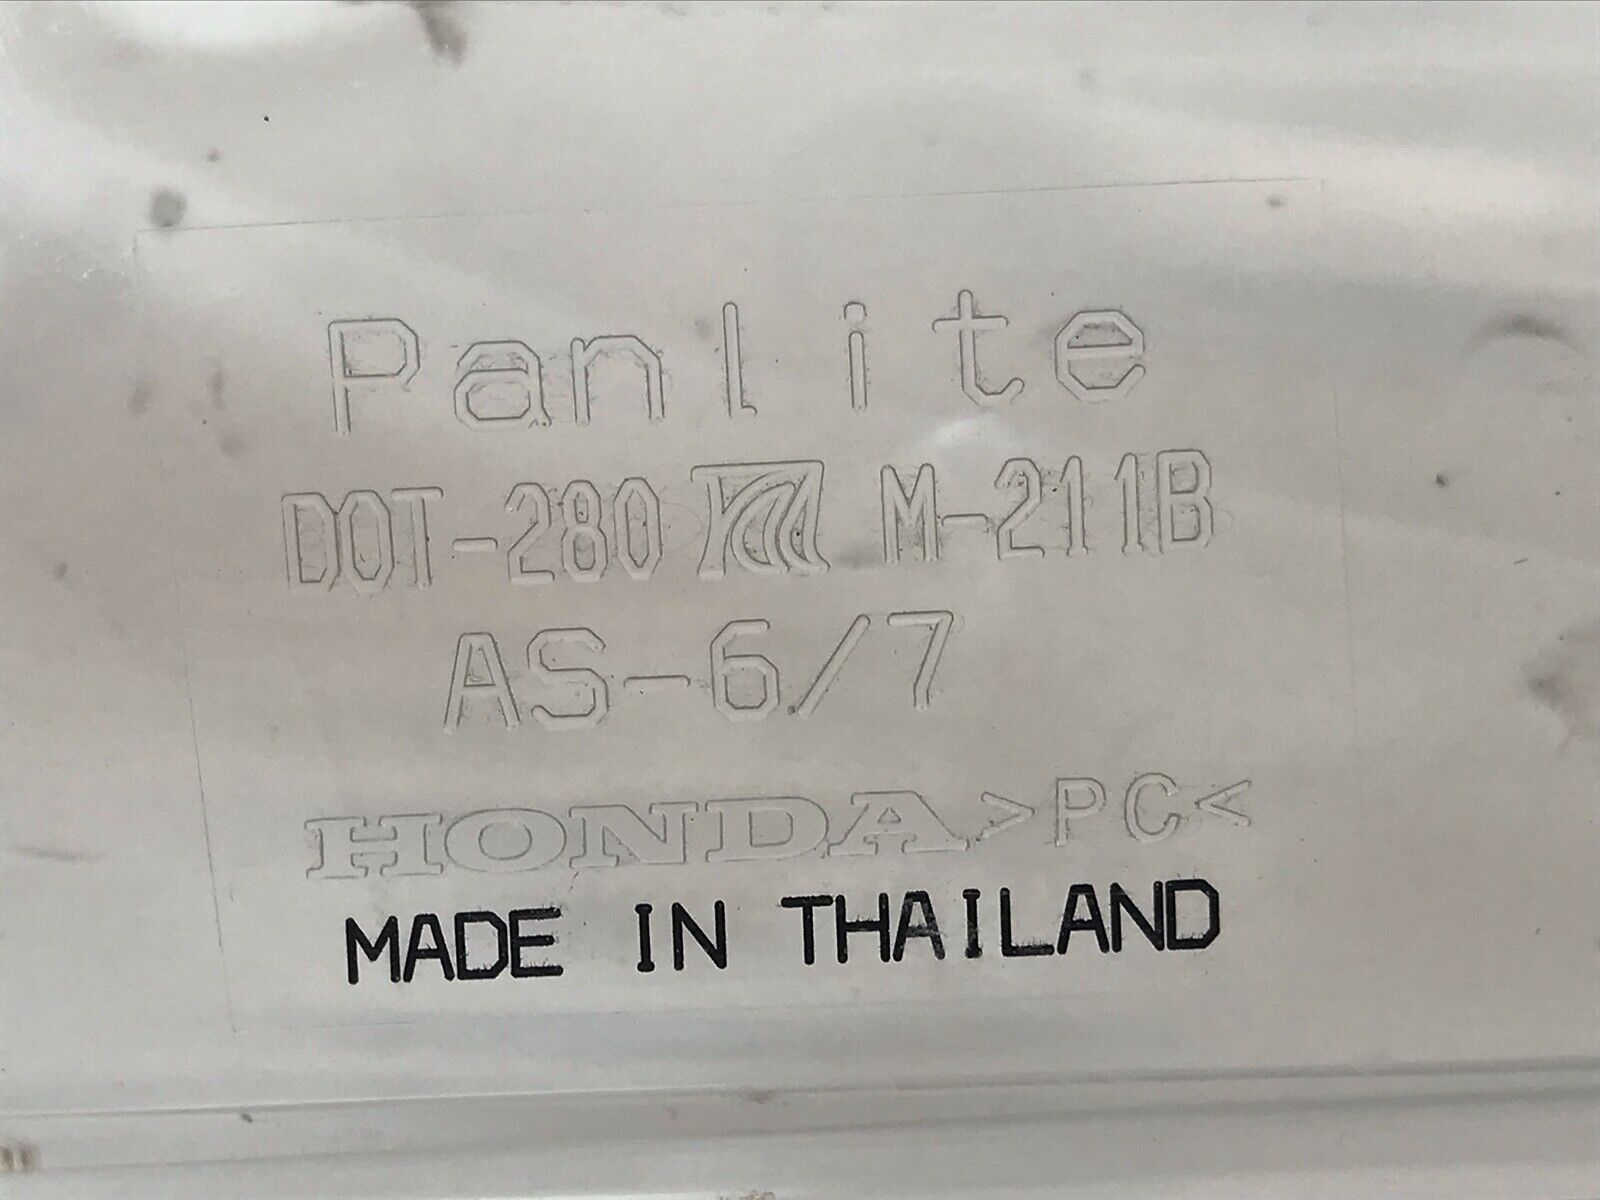 Panlite
DOT-280 M-211B
AS-6/7
HONDA >PC<
MADE IN THAILAND